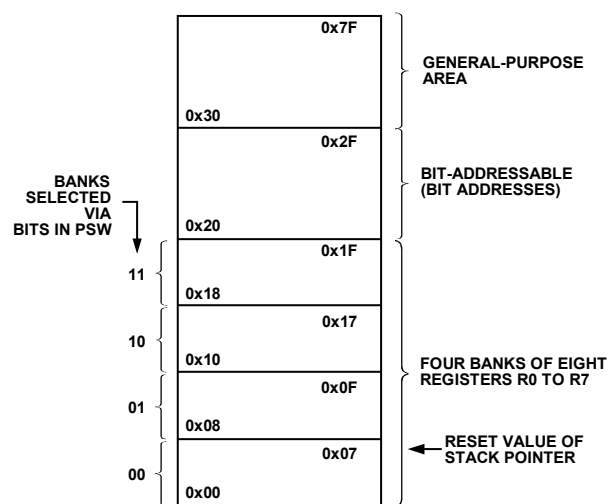 0x7F
GENERAL-PURPOSE
AREA
0x30
0x2F
BANKS
SELECTED
VIA
BITS IN PSW
BIT-ADDRESSABLE
(BIT ADDRESSES)
0x20
0x1F
11
0x18
0x17
10
0x10
FOUR BANKS OF EIGHT
REGISTERS R0 TO R7
0x0F
01
0x08
0x07
RESET VALUE OF
STACK POINTER
00
0x00